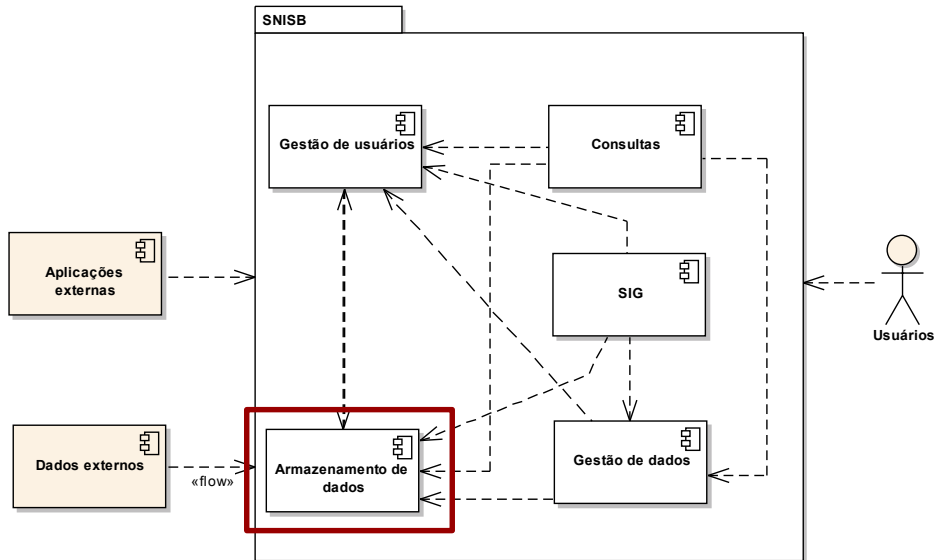 SNISB
Gestão de usuários
Consultas
Aplicações
externas
SIG
Usuários
Dados externos
«flow»
Armazenamento de
dados
Gestão de dados